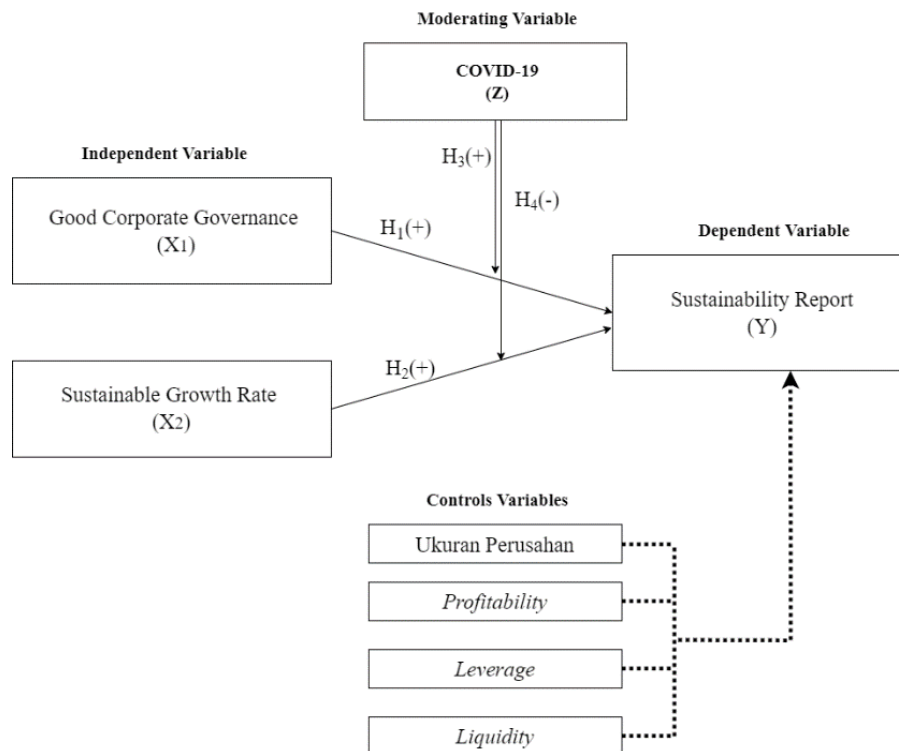 Moderating Variable
COVID-19
(Z)
H₃(+)
Independent Variable
H₄(-)
Good Corporate Governance
(X1)
H₁(+)
Dependent Variable
Sustainability Report
(Y)
H₂(+)
Sustainable Growth Rate
(X2)
Controls Variables
Ukuran Perusahan
Profitability
Leverage
Liquidity